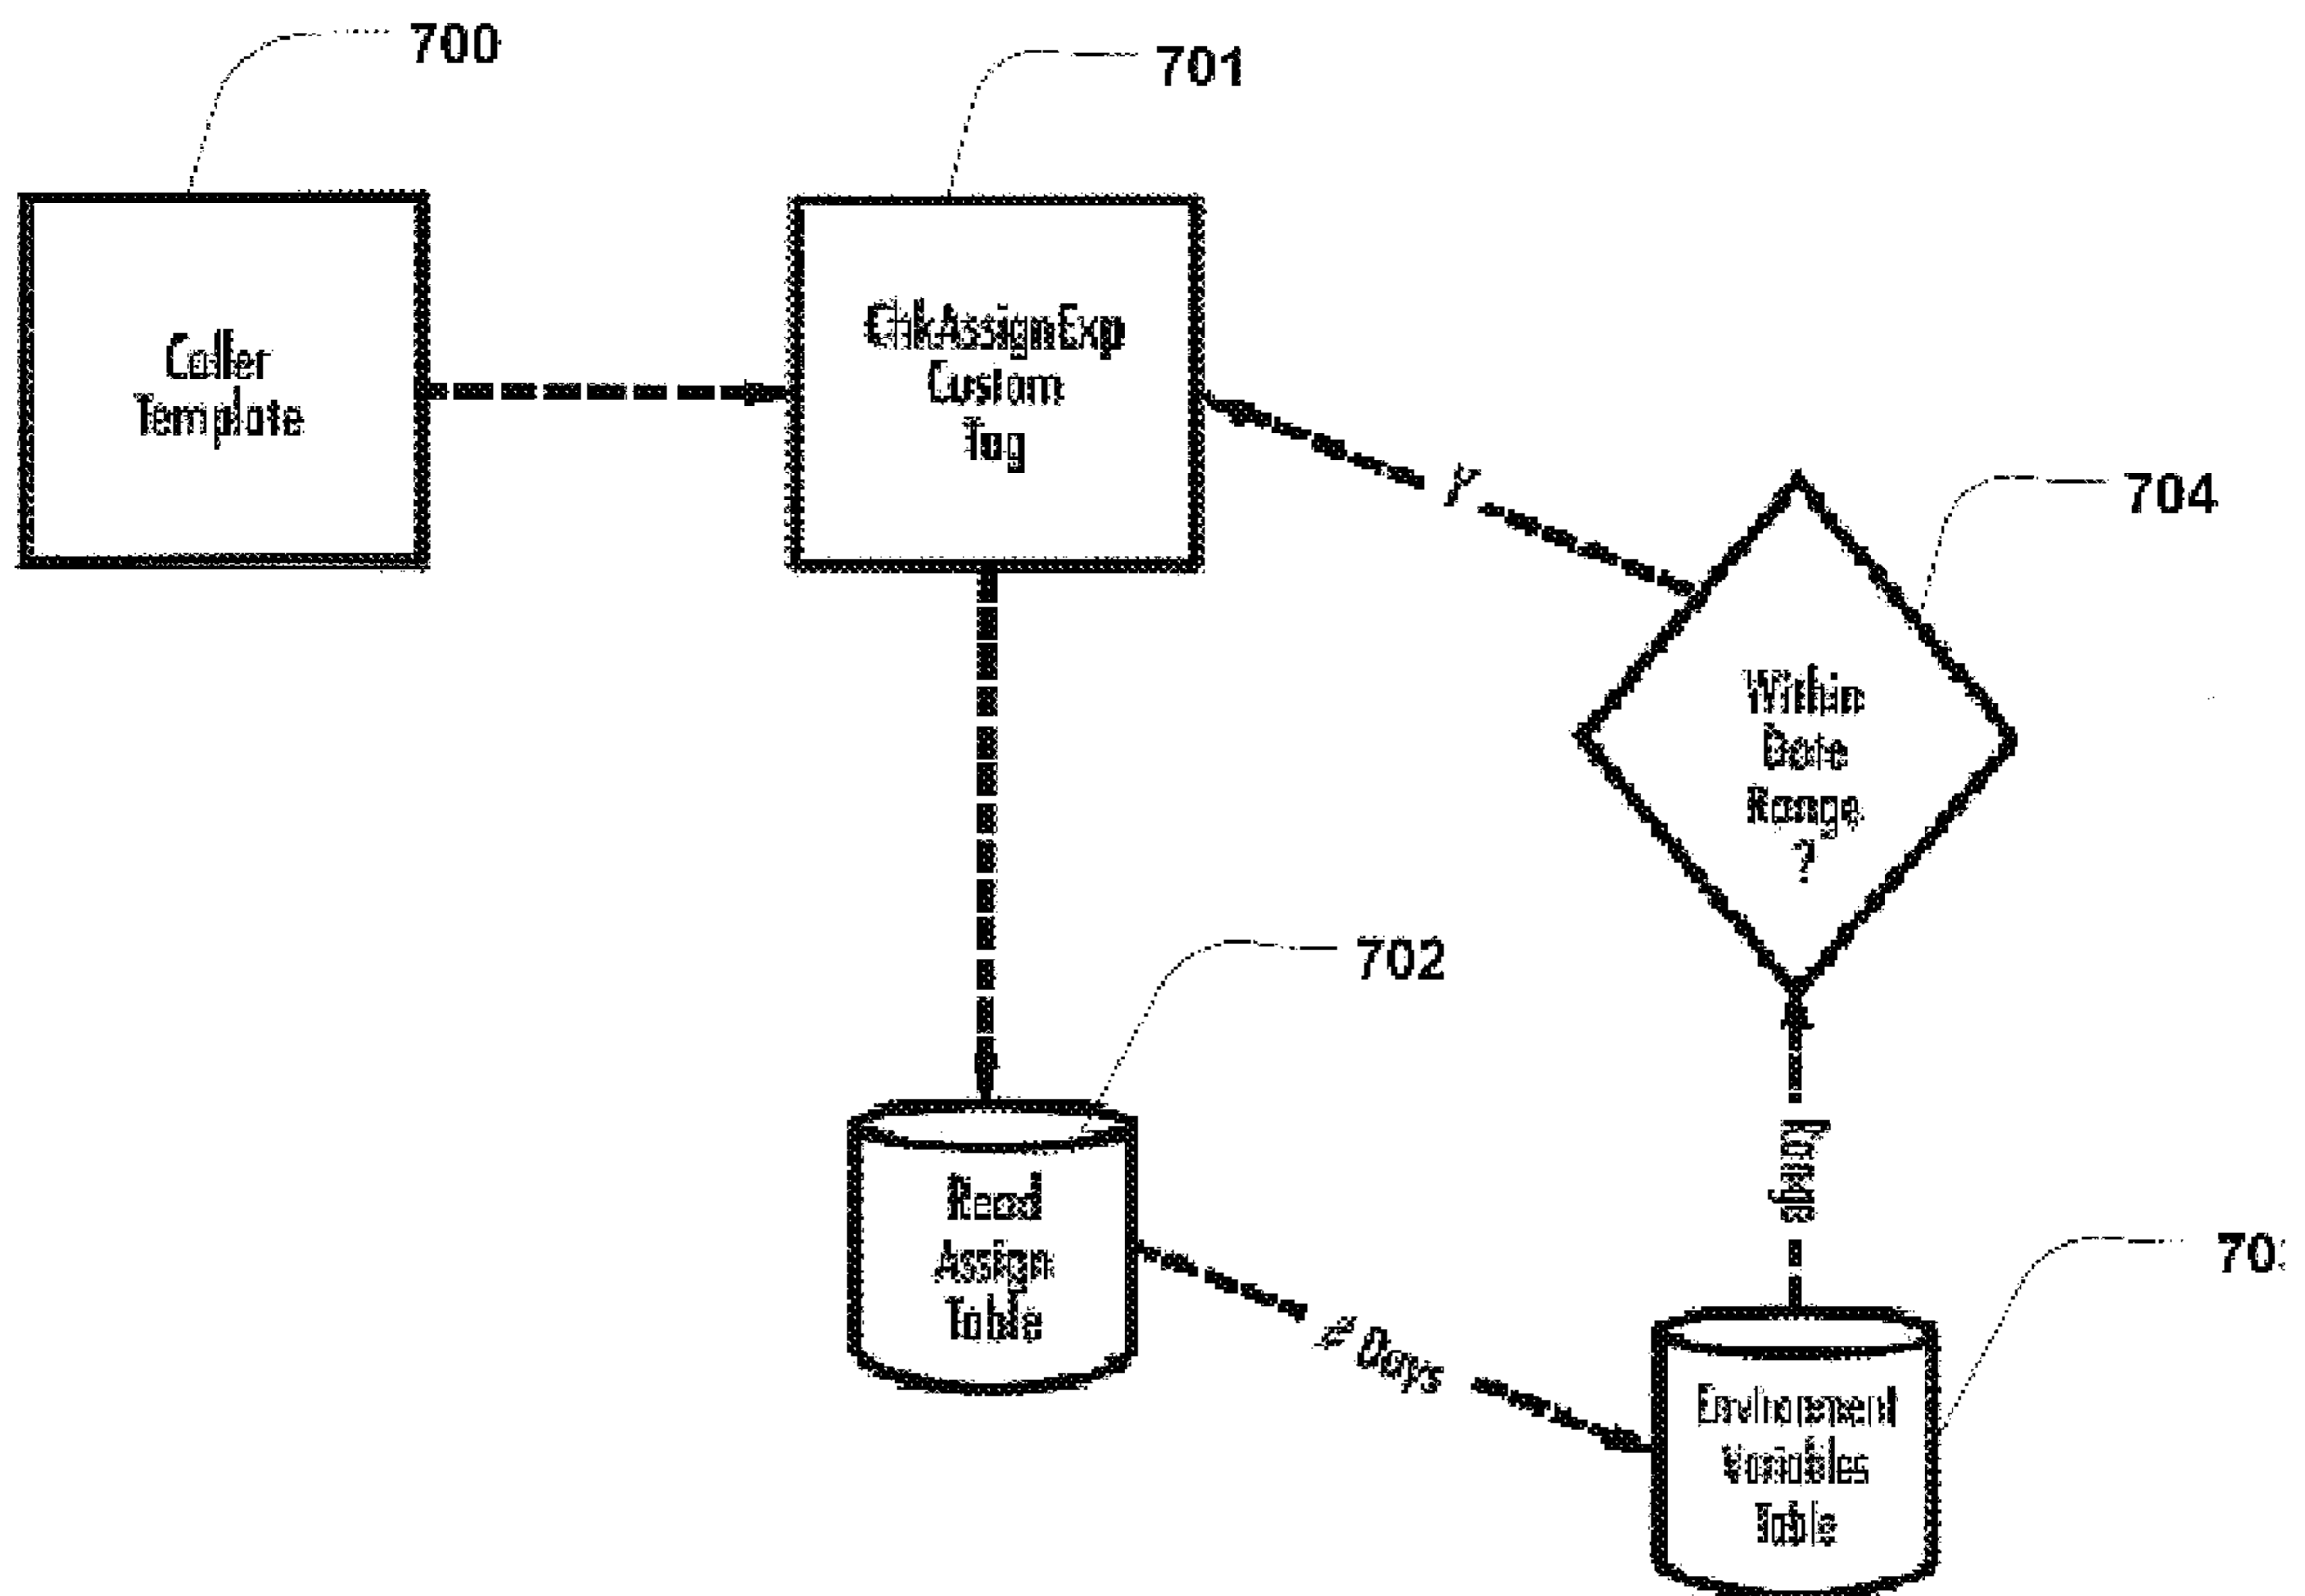 700
701
Caller
Template
ChkAssignExp
Custom
Tag
Y
704
Within
Date
Range
?
702
Read
Assign
Table
# Days
Range
70
Environment
Variables
Table